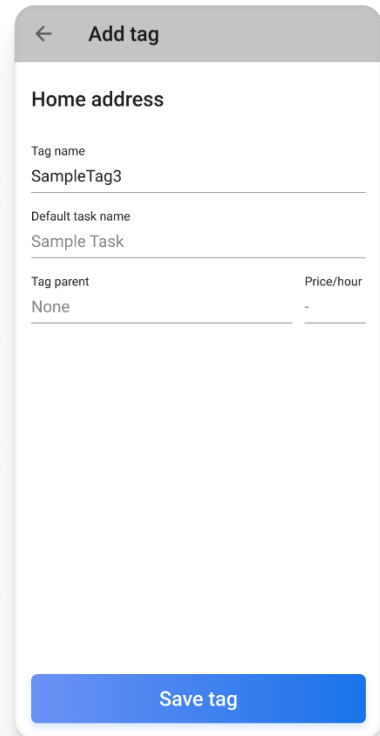 Add tag
Home address
Tag name
SampleTag3
Default task name
Sample Task
Tag parent Price/hour
None -
Save tag